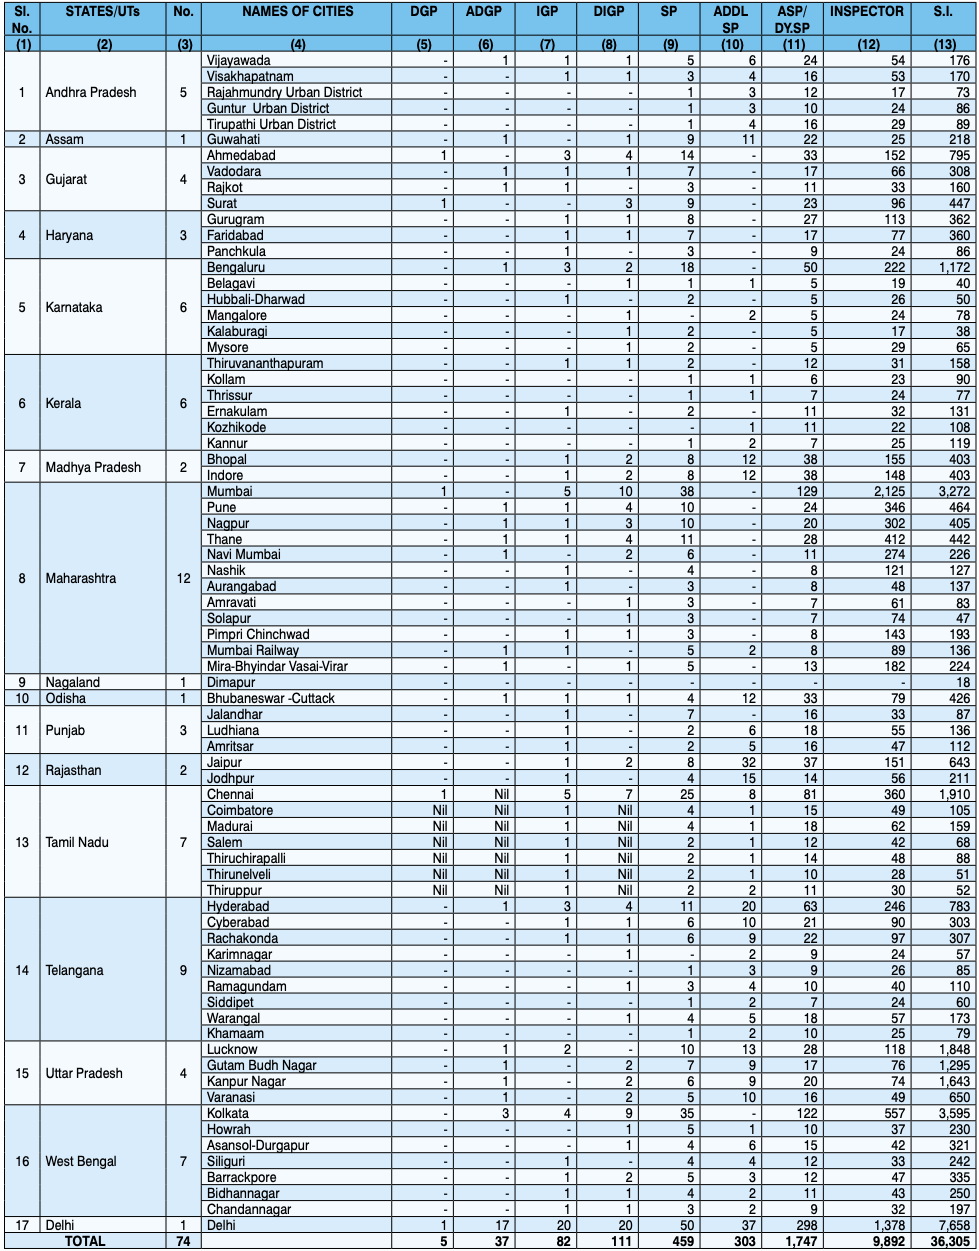 Sl. No. STATES/UTs No. NAMES OF CITIES DGP ADGP IGP DIGP SP ADDL SP ASP/ DY.SP INSPECTOR S.I.
(1) (2) (3) (4) (5) (6) (7) (8) (9) (10) (11) (12) (13)
1 Andhra Pradesh 5 Vijayawada - 1 1 1 5 6 24 54 176
Visakhapatnam - - 1 1 3 4 16 53 170
Rajahmundry Urban District - - - - 1 3 12 17 73
Guntur Urban District - - - - 1 3 10 24 86
Tirupathi Urban District - - - - 1 4 16 29 89
2 Assam 1 Guwahati - 1 - 1 9 11 22 25 218
3 Gujarat 4 Ahmedabad 1 - 3 4 14 - 33 152 795
Vadodara - 1 1 1 7 - 17 66 308
Rajkot - 1 1 - 3 - 11 33 160
Surat 1 - - 3 9 - 23 96 447
4 Haryana 3 Gurugram - - 1 1 8 - 27 113 362
Faridabad - - 1 1 7 - 17 77 360
Panchkula - - 1 - 3 - 9 24 86
5 Karnataka 6 Bengaluru - 1 3 2 18 - 50 222 1,172
Belagavi - - - 1 1 1 5 19 40
Hubbali-Dharwad - - 1 - 2 - 5 26 50
Mangalore - - - 1 - 2 5 24 78
Kalaburagi - - - 1 2 - 5 17 38
Mysore - - - 1 2 - 5 29 65
6 Kerala 6 Thiruvananthapuram - - 1 1 2 - 12 31 158
Kollam - - - - 1 1 6 23 90
Thrissur - - - - 1 1 7 24 77
Ernakulam - - 1 - 2 - 11 32 131
Kozhikode - - - - - 1 11 22 108
Kannur - - - - 1 2 7 25 119
7 Madhya Pradesh 2 Bhopal - - 1 2 8 12 38 155 403
Indore - - 1 2 8 12 38 148 403
8 Maharashtra 12 Mumbai 1 - 5 10 38 - 129 2,125 3,272
Pune - 1 1 4 10 - 24 346 464
Nagpur - 1 1 3 10 - 20 302 405
Thane - 1 1 4 11 - 28 412 442
Navi Mumbai - 1 - 2 6 - 11 274 226
Nashik - - 1 - 4 - 8 121 127
Aurangabad - - 1 - 3 - 8 48 137
Amravati - - - 1 3 - 7 61 83
Solapur - - - 1 3 - 7 74 47
Pimpri Chinchwad - - 1 1 3 - 8 143 193
Mumbai Railway - 1 1 - 5 2 8 89 136
Mira-Bhyindar Vasai-Virar - 1 - 1 5 - 13 182 224
9 Nagaland 1 Dimapur - - - - - - - - 18
10 Odisha 1 Bhubaneswar -Cuttack - 1 1 1 4 12 33 79 426
11 Punjab 3 Jalandhar - - 1 - 7 - 16 33 87
Ludhiana - - 1 - 2 6 18 55 136
Amritsar - - 1 - 2 5 16 47 112
12 Rajasthan 2 Jaipur - - 1 2 8 32 37 151 643
Jodhpur - - 1 - 4 15 14 56 211
13 Tamil Nadu 7 Chennai 1 Nil 5 7 25 8 81 360 1,910
Coimbatore Nil Nil 1 Nil 4 1 15 49 105
Madurai Nil Nil 1 Nil 4 1 18 62 159
Salem Nil Nil 1 Nil 2 1 12 42 68
Thiruchirapalli Nil Nil 1 Nil 2 1 14 48 88
Thirunelveli Nil Nil 1 Nil 2 1 10 28 51
Thiruppur Nil Nil 1 Nil 2 2 11 30 52
14 Telangana 9 Hyderabad - 1 3 4 11 20 63 246 783
Cyberabad - - 1 1 6 10 21 90 303
Rachakonda - - 1 1 6 9 22 97 307
Karimnagar - - - 1 - 2 9 24 57
Nizamabad - - - - 1 3 9 26 85
Ramagundam - - - 1 3 4 10 40 110
Siddipet - - - - 1 2 7 24 60
Warangal - - - 1 4 5 18 57 173
Khamaam - - - - 1 2 10 25 79
15 Uttar Pradesh 4 Lucknow - 1 2 - 10 13 28 118 1,848
Gutam Budh Nagar - 1 - 2 7 9 17 76 1,295
Kanpur Nagar - 1 - 2 6 9 20 74 1,643
Varanasi - 1 - 2 5 10 16 49 650
16 West Bengal 7 Kolkata - 3 4 9 35 - 122 557 3,595
Howrah - - - 1 5 1 10 37 230
Asansol-Durgapur - - - 1 4 6 15 42 321
Siliguri - - 1 - 4 4 12 33 242
Barrackpore - - 1 2 5 3 12 47 335
Bidhannagar - - 1 1 4 2 11 43 250
Chandannagar - - 1 1 3 2 9 32 197
17 Delhi 1 Delhi 1 17 20 20 50 37 298 1,378 7,658
TOTAL 74 5 37 82 111 459 303 1,747 9,892 36,305